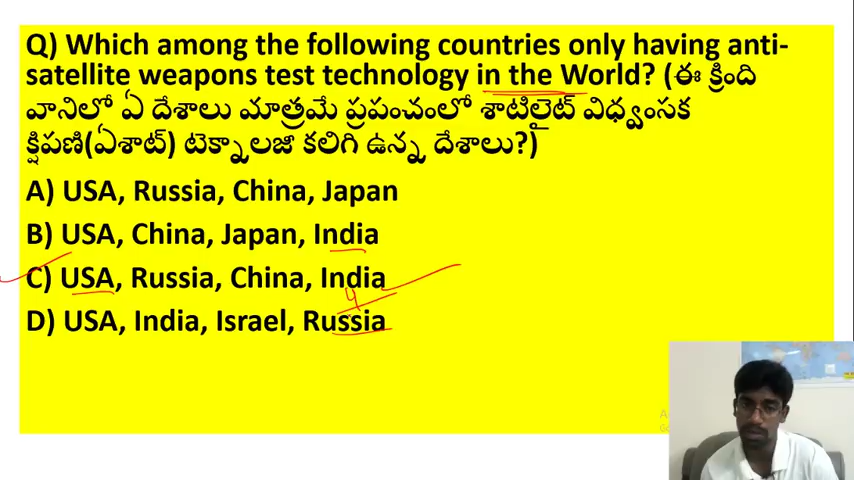 Q) Which among the following countries only having anti-
satellite weapons test technology in the World? (ఈ క్రింది
వానిలో ఏ దేశాలు మాత్రమే ప్రపంచంలో శాటిలైట్ విధ్వంసక
క్షిపణి(ఏశాట్) టెక్నాలజీ కలిగి ఉన్న దేశాలు?)
A) USA, Russia, China, Japan
B) USA, China, Japan, India
C) USA, Russia, China, India
4
D) USA, India, Israel, Russia